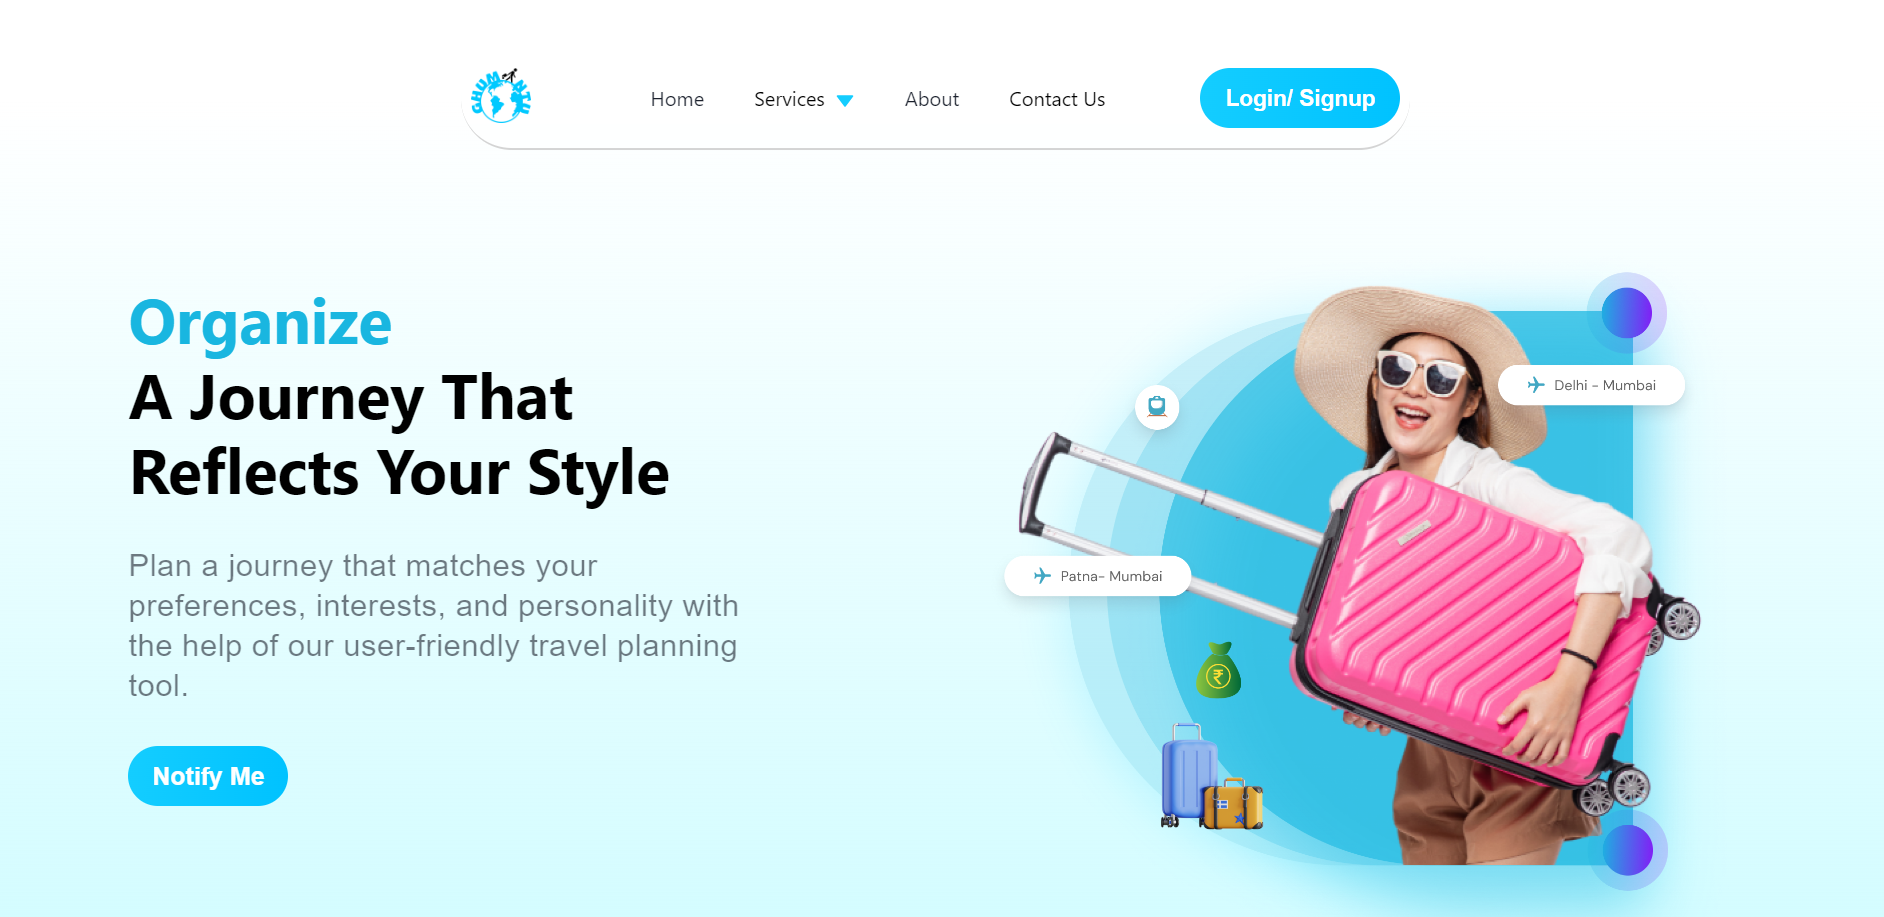 GHUM
Home
Services
About
Contact Us
Login/ Signup
Organize
A Journey That
Reflects Your Style
Plan a journey that matches your
preferences, interests, and personality with
the help of our user-friendly travel planning
tool.
Notify Me
Delhi - Mumbai
Patna- Mumbai
₹